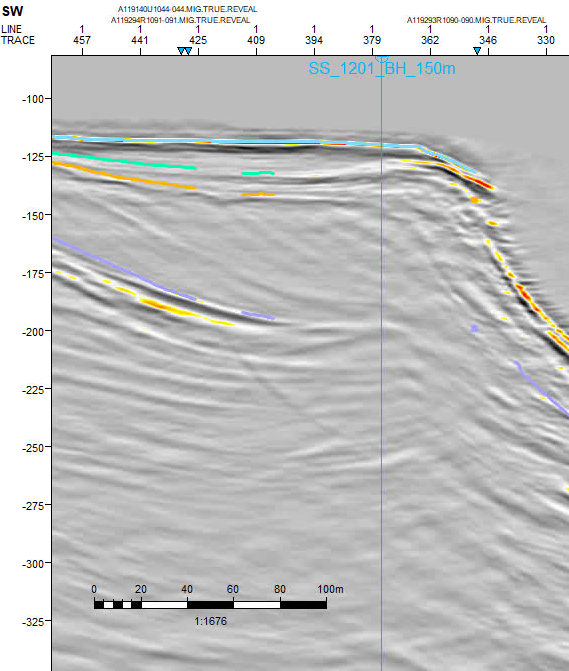 SW
A119140U1044-044.MIG.TRUE.REVEAL
A119294R1091-091.MIG.TRUE.REVEAL A119293R1090-090.MIG.TRUE.REVEAL
LINE 1 1 1 1 1 1 1 1 1
TRACE 457 441 425 409 394 379 362 346 330
SS_1201_BH_150m
-100
-125
-150
-175
-200
-225
-250
-275
-300
-325
0 20 40 60 80 100m
1:1676